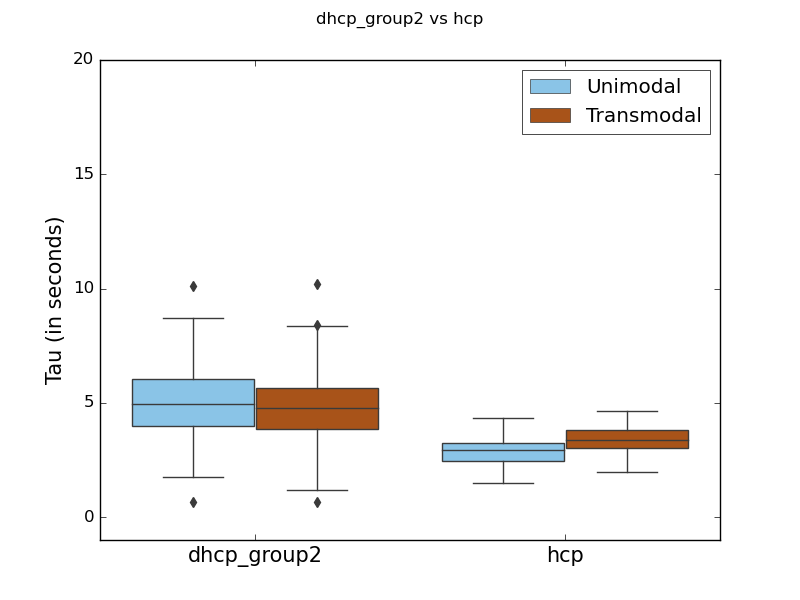 dhcp_group2 vs hcp
20
15
10
5
0
Tau (in seconds)
Unimodal
Transmodal
dhcp_group2
hcp